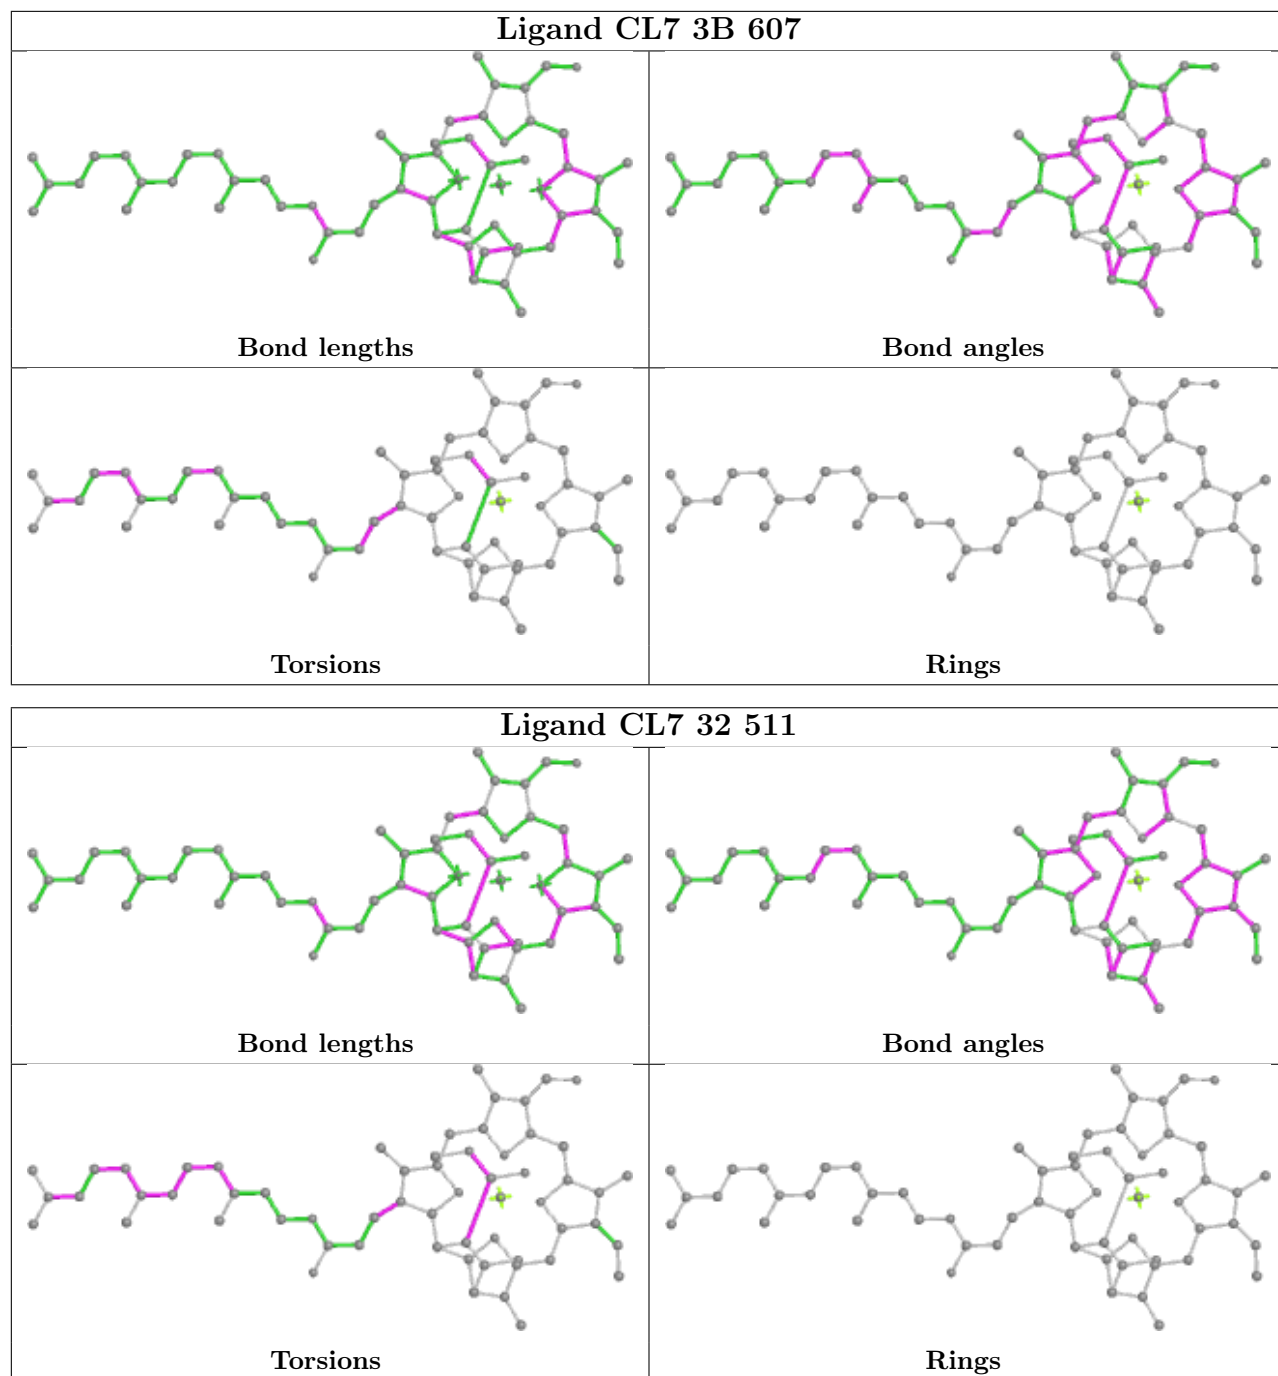 Ligand CL7 3B 607
Bond lengths
Bond angles
Torsions
Rings
Ligand CL7 32 511
Bond lengths
Bond angles
Torsions
Rings